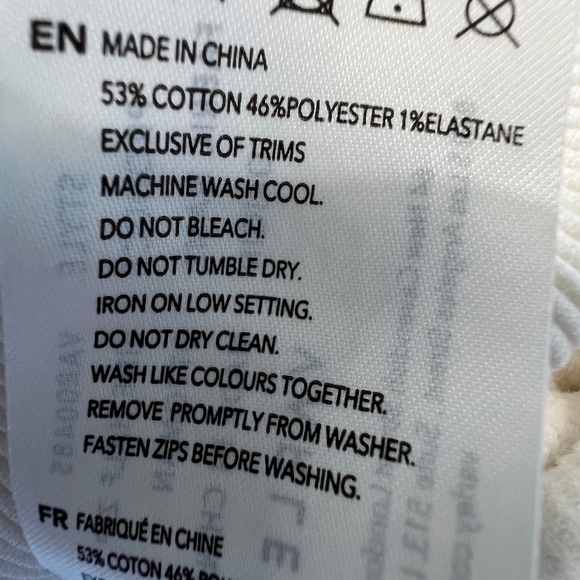 EN MADE IN CHINA
53% COTTON 46%POLYESTER 1%ELASTANE
EXCLUSIVE OF TRIMS
MACHINE WASH COOL.
DO NOT BLEACH.
DO NOT TUMBLE DRY.
IRON ON LOW SETTING.
DO NOT DRY CLEAN.
WASH LIKE COLOURS TOGETHER.
REMOVE PROMPTLY FROM WASHER.
FASTEN ZIPS BEFORE WASHING.
FR FABRIQUÉ EN CHINE
53% COTON 46%